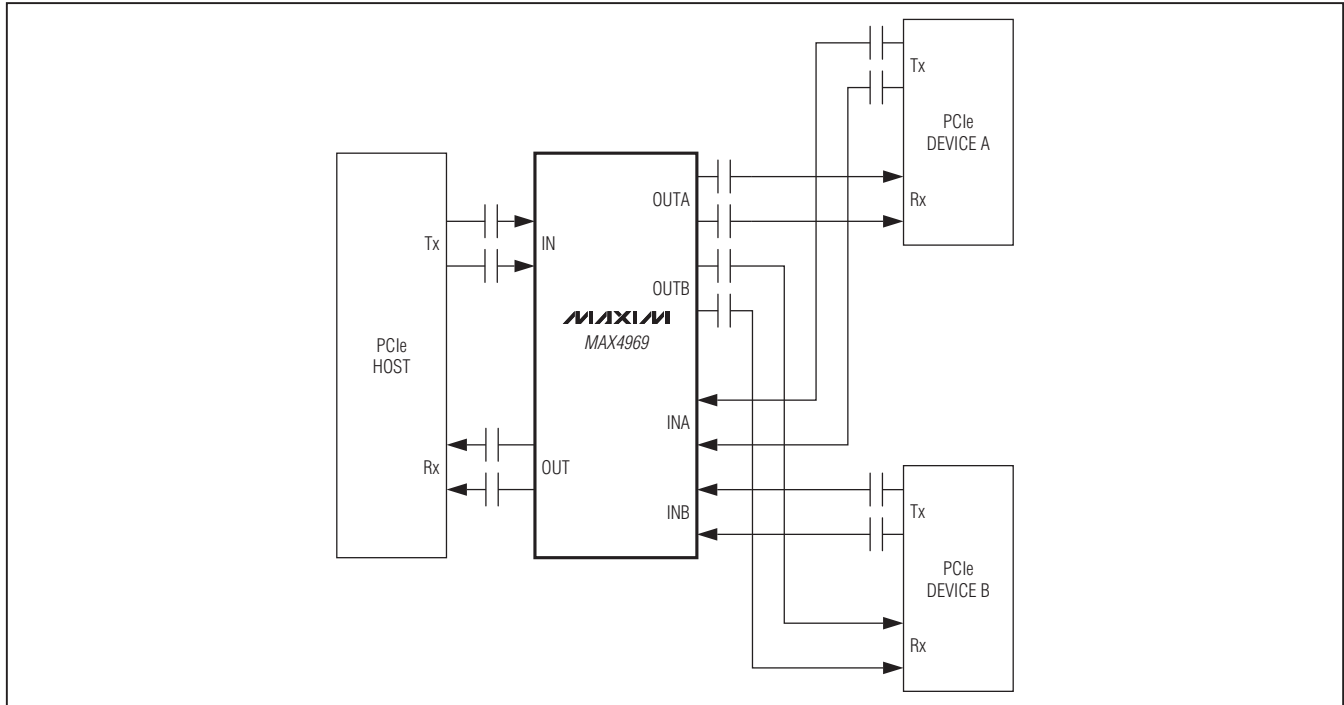 PCIe
HOST
Tx
Rx
IN
OUT
MAXIM
MAX4969
OUTA
OUTB
INA
INB
Tx
PCIe
DEVICE A
Rx
Tx
PCIe
DEVICE B
Rx